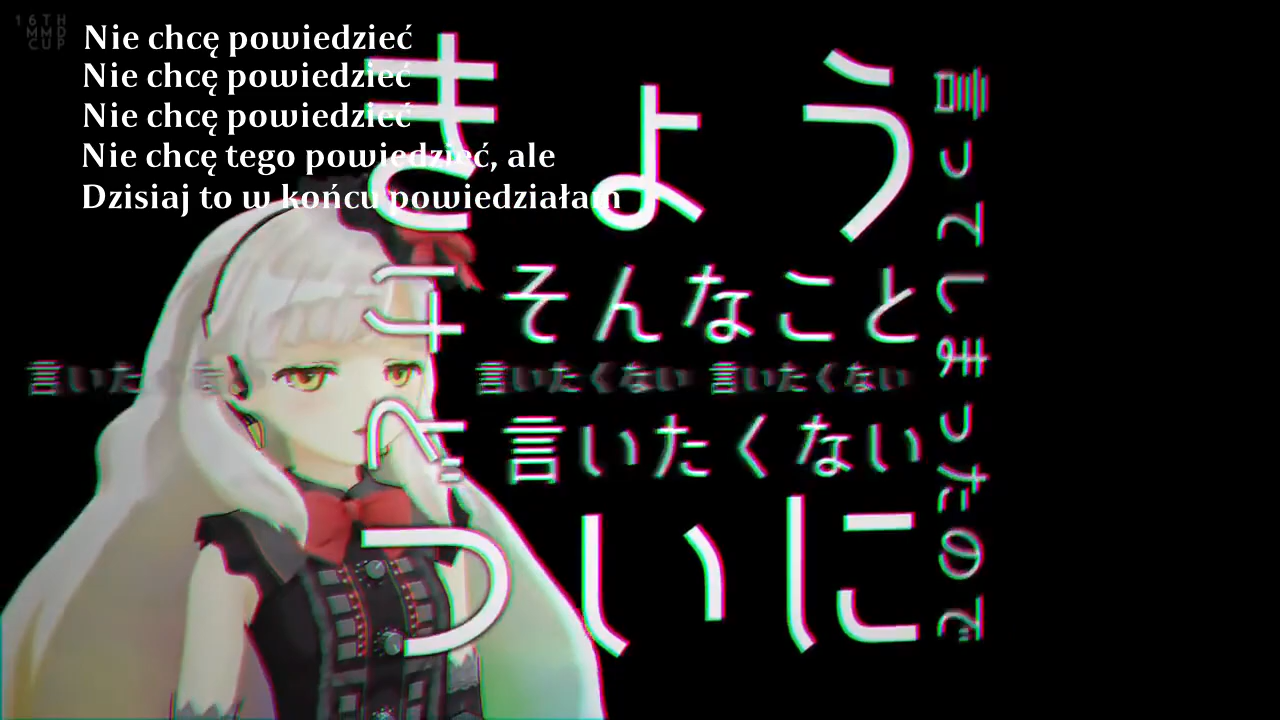 16TH
MMD
CUP
Nie chcę powiedzieć
Nie chcę powiedzieć
Nie chcę powiedzieć
Nie chcę tego powiedzieć, ale
Dzisiaj to w końcu powiedziałam
きょう
そんなこと
言いたくない 言いたくない
言いたくない
ついに
言ってしまったので